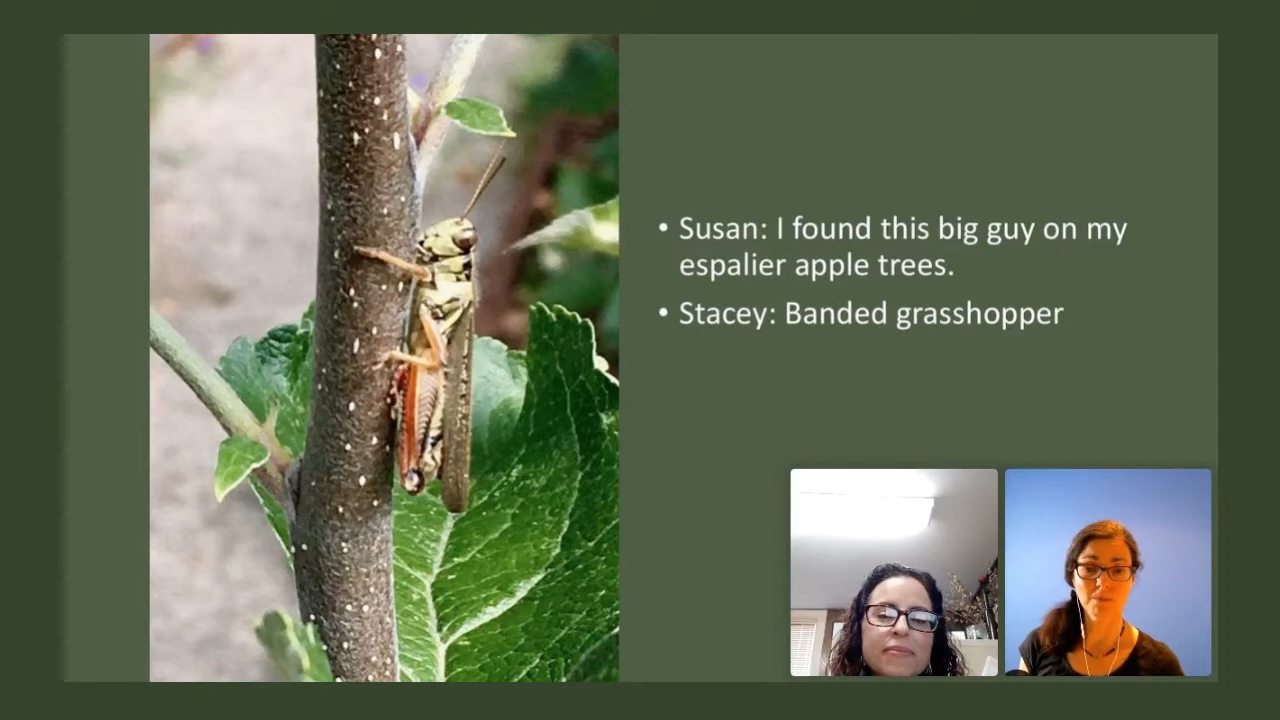 • Susan: I found this big guy on my
espalier apple trees.
• Stacey: Banded grasshopper